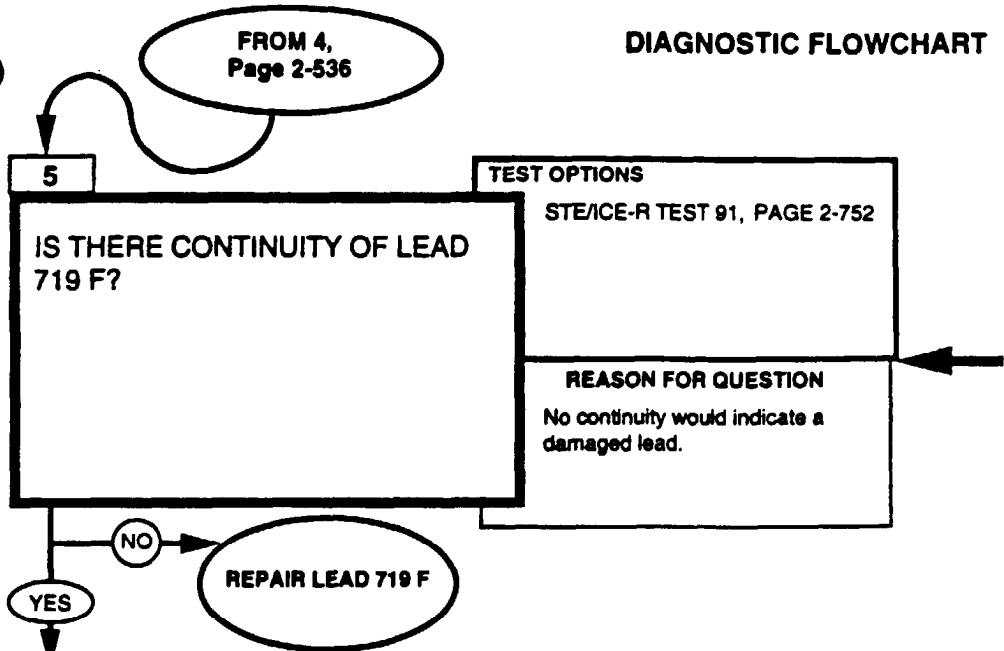 FROM 4,
Page 2-536
DIAGNOSTIC FLOWCHART
5
TEST OPTIONS
STE/ICE-R TEST 91, PAGE 2-752
IS THERE CONTINUITY OF LEAD
719 F?
REASON FOR QUESTION
No continuity would indicate a
damaged lead.
NO
REPAIR LEAD 719 F
YES